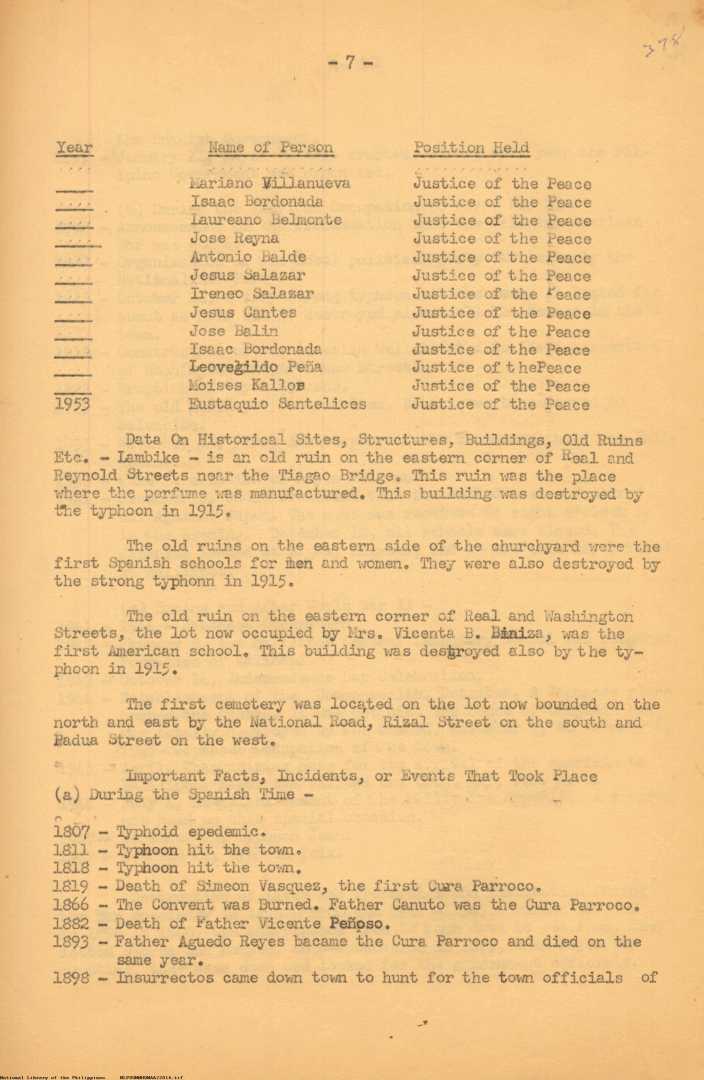 378
- 7 -
Year Name of Person Position Held
Mariano Villanueva Justice of the Peace
Isaac Bordonada Justice of the Peace
Laureano Belmonte Justice of the Peace
Jose Reyna Justice of the Peace
Antonio Balde Justice of the Peace
Jesus Salazar Justice of the Peace
Ireneo Salazar Justice of the Peace
Jesus Cantes Justice of the Peace
Jose Balin Justice of the Peace
Isaac Bordonada Justice of the Peace
Leovegildo Peña Justice of thePeace
Moises Kallos Justice of the Peace
1953 Eustaquio Santelices Justice of the Peace
Data On Historical Sites, Structures, Buildings, Old Ruins
Etc. - Lambike - is an old ruin on the eastern corner of Real and
Reynold Streets near the Tiagao Bridge. This ruin was the place
where the perfume was manufactured. This building was destroyed by
the typhoon in 1915.
The old ruins on the eastern side of the churchyard were the
first Spanish schools for men and women. They were also destroyed by
the strong typhonn in 1915.
The old ruin on the eastern corner of Real and Washington
Streets, the lot now occupied by Mrs. Vicenta B. Biniza, was the
first American school. This building was destroyed also by the ty-
phoon in 1915.
The first cemetery was located on the lot now bounded on the
north and east by the National Road, Rizal Street on the south and
Padua Street on the west.
Important Facts, Incidents, or Events That Took Place
(a) During the Spanish Time -
1807 - Typhoid epedemic.
1811 - Typhoon hit the town.
1818 - Typhoon hit the town.
1819 - Death of Simeon Vasquez, the first Cura Parroco.
1866 - The Convent was Burned. Father Canuto was the Cura Parroco.
1882 - Death of Father Vicente Peñoso.
1893 - Father Aguedo Reyes bacame the Cura Parroco and died on the
same year.
1898 - Insurrectos came down town to hunt for the town officials of
National Library of the Philippines